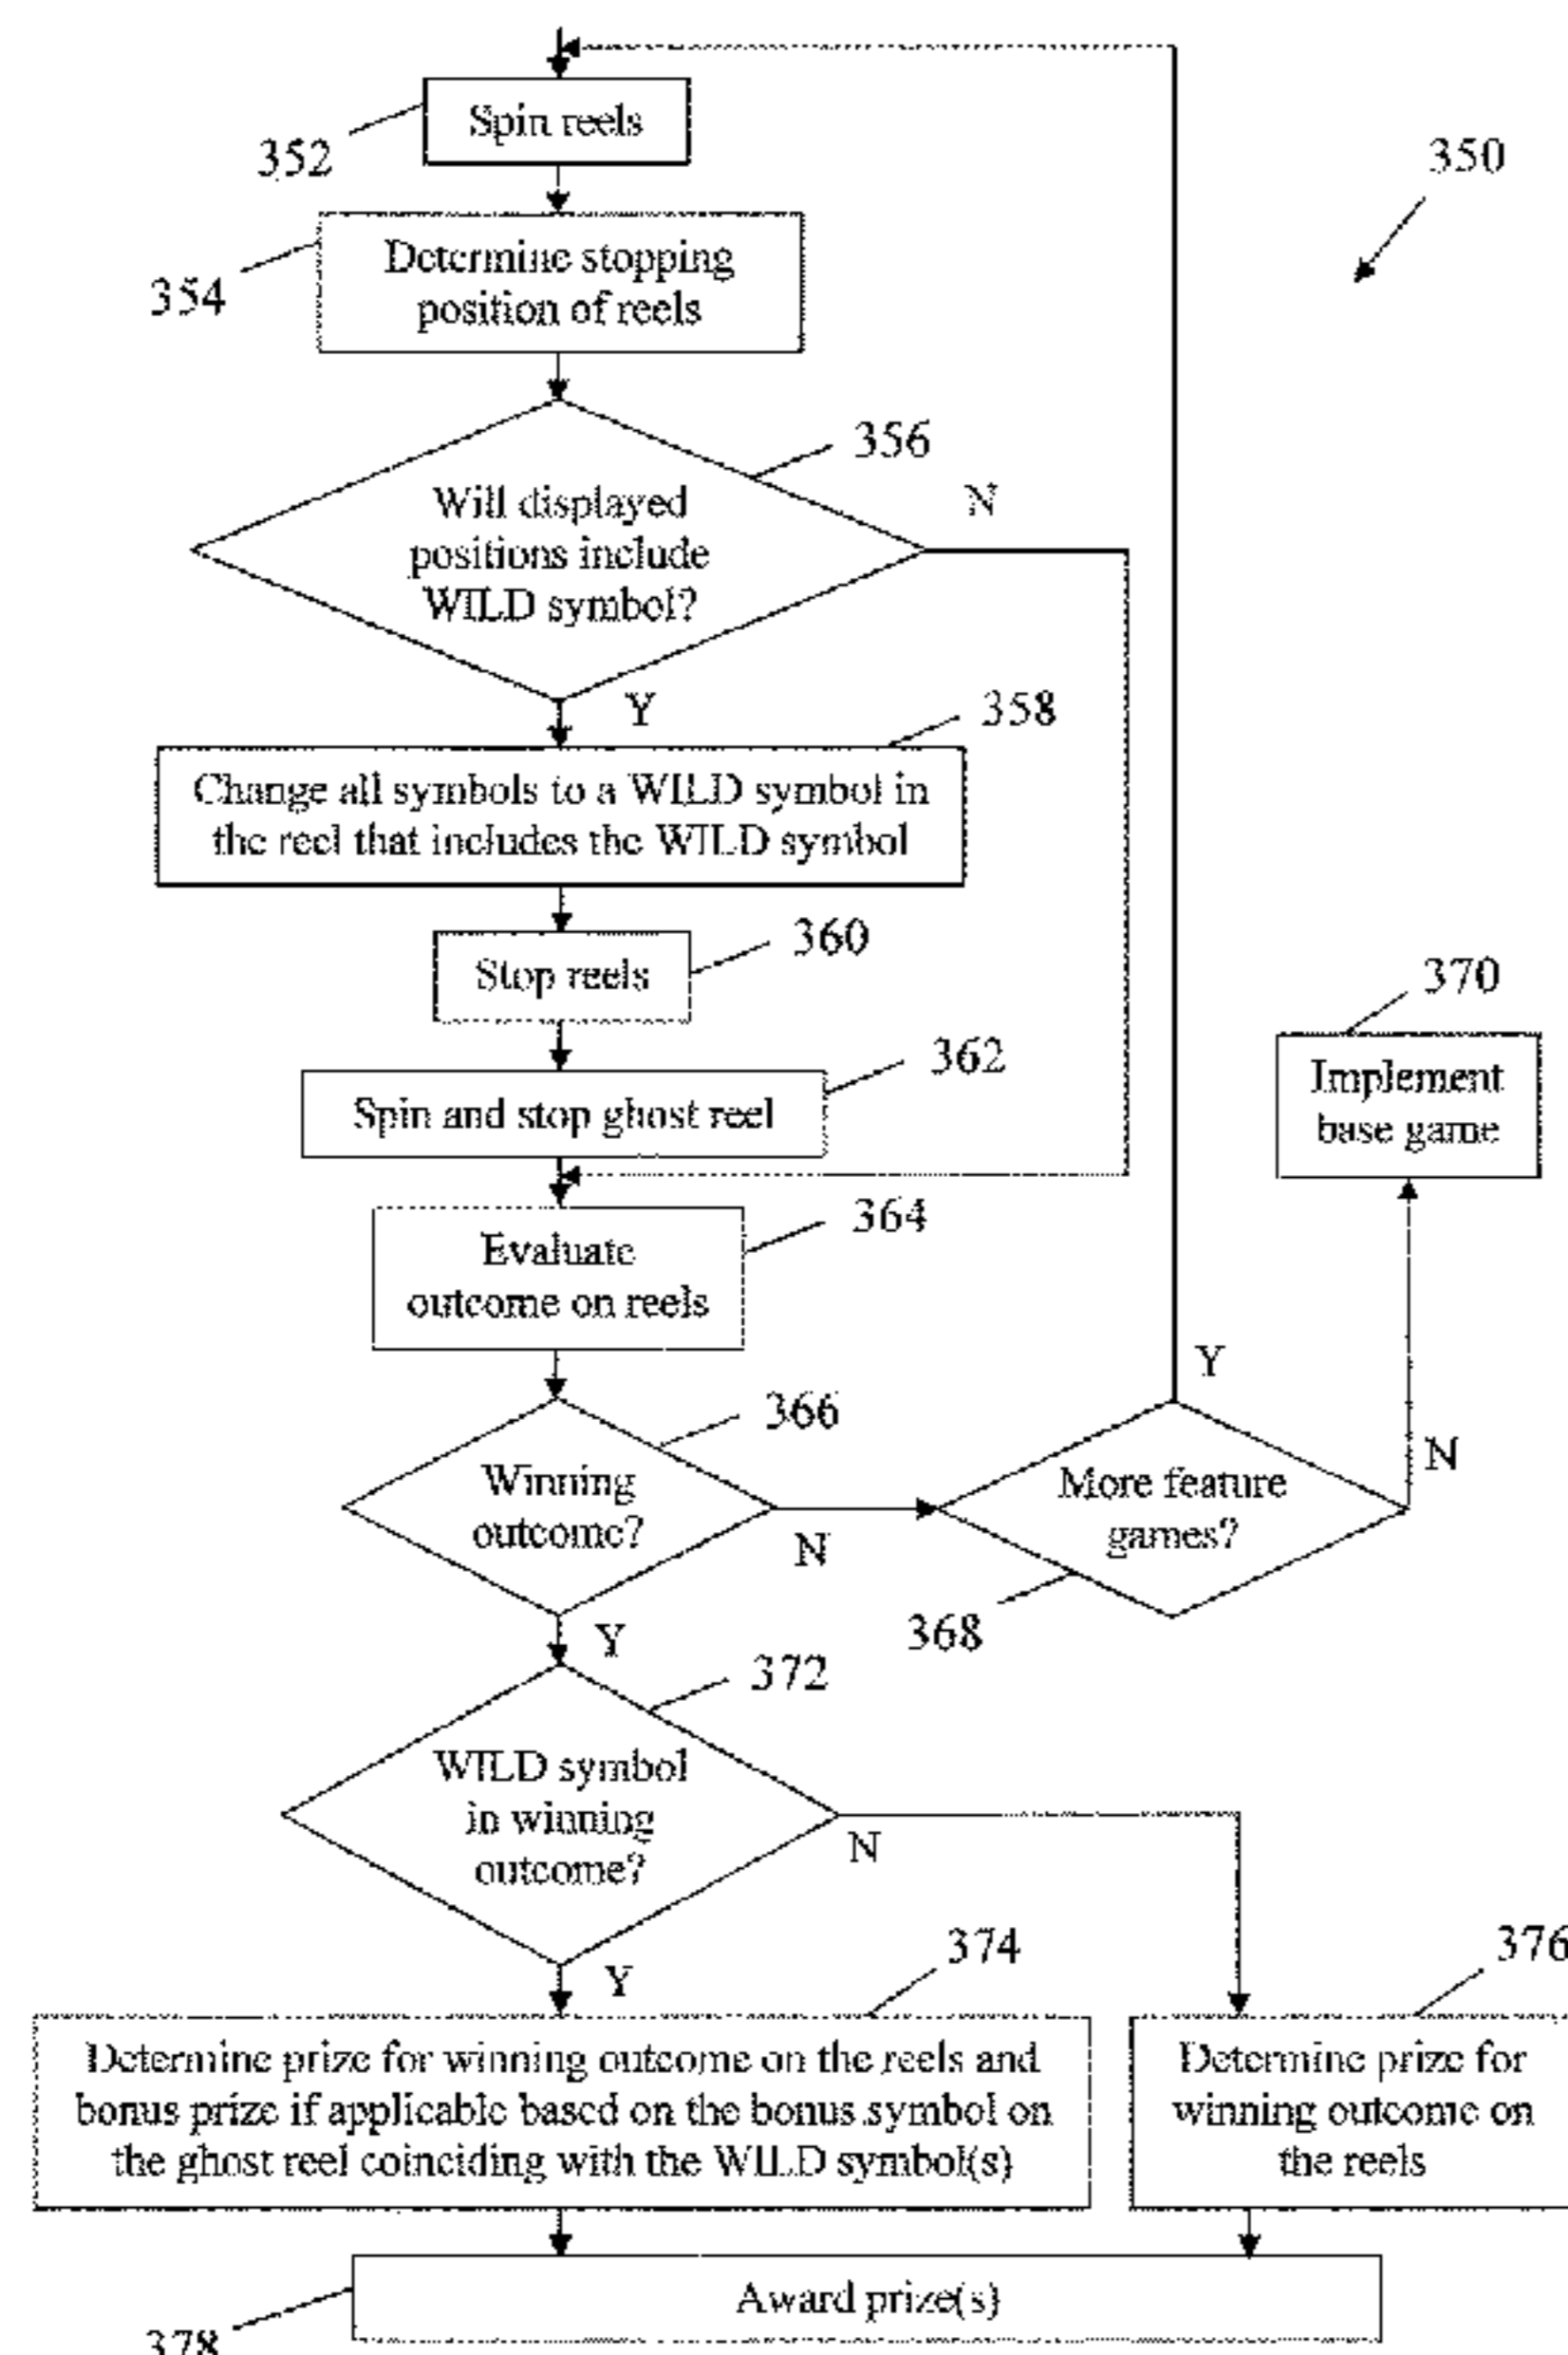 350
Spin reels
352
Determine stopping
position of reels
354
356
Will displayed
positions include
WILD symbol?
N
Y
358
Change all symbols to a WILD symbol in
the reel that includes the WILD symbol
360
Stop reels
362
Spin and stop ghost reel
364
Evaluate
outcome on reels
366
Winning
outcome?
N
Y
368
More feature
games?
Y
N
370
Implement
base game
372
WILD symbol
in winning
outcome?
N
Y
374
Determine prize for winning outcome on the reels and
bonus prize if applicable based on the bonus symbol on
the ghost reel coinciding with the WILD symbol(s)
376
Determine prize for
winning outcome on
the reels
Award prize(s)
378